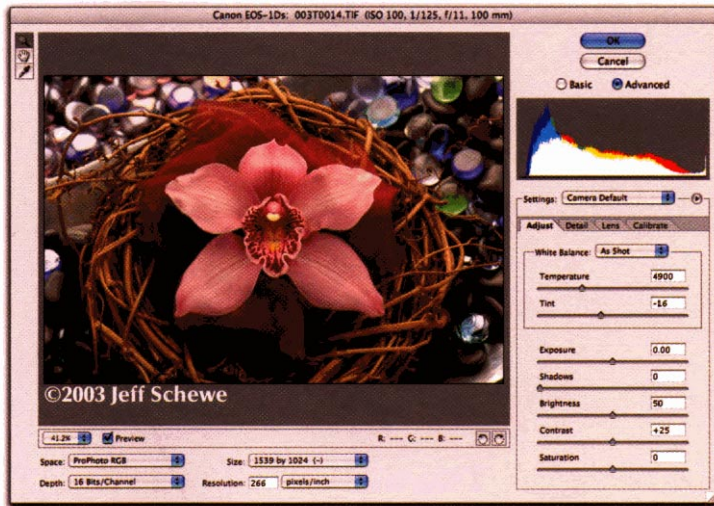 Canon EOS-1Ds: 003T0014.TIF (ISO 100, 1/125, f/11, 100 mm)
OK
Cancel
Basic Advanced
Settings: Camera Default
Adjust Detail Lens Calibrate
White Balance: As Shot
Temperature 4900
Tint -16
Exposure 0.00
Shadows 0
Brightness 50
Contrast +25
Saturation 0
©2003 Jeff Schewe
41.2% Preview R: --- G: --- B: ---
Space: ProPhoto RGB Size: 1539 by 1024 (-)
Depth: 16 Bits/Channel Resolution: 266 pixels/inch